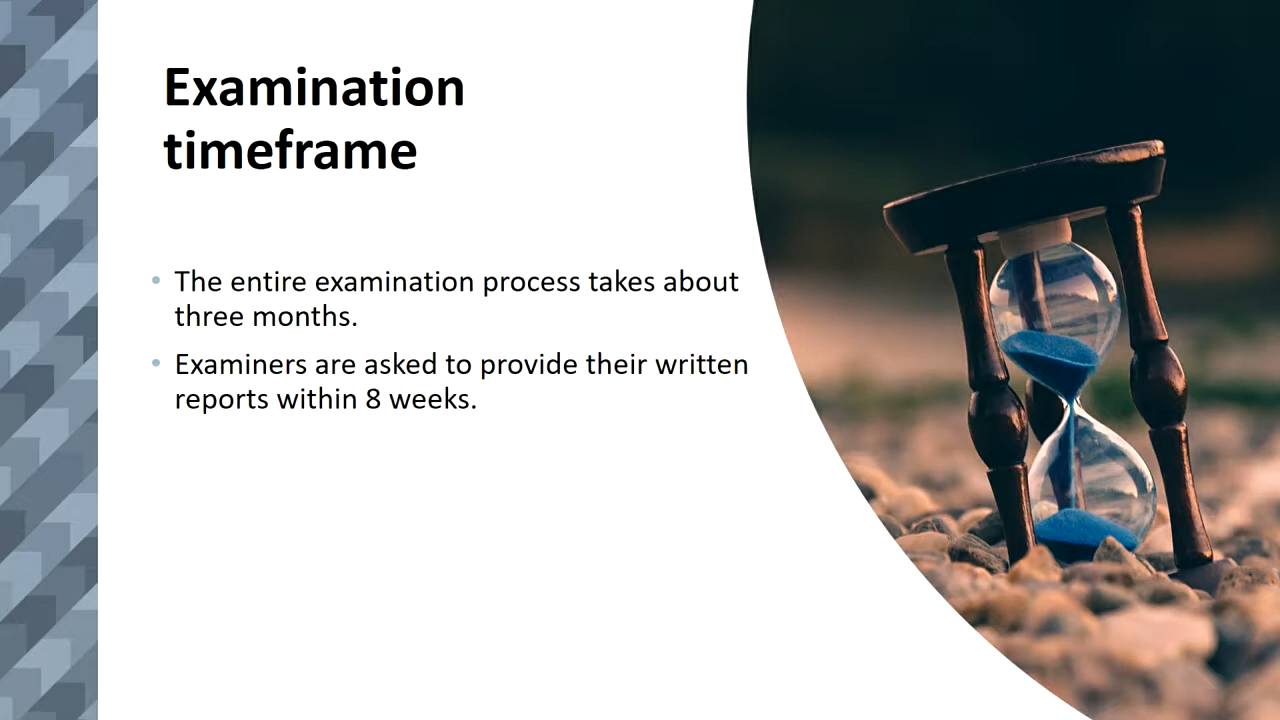 Examination
timeframe
• The entire examination process takes about
three months.
• Examiners are asked to provide their written
reports within 8 weeks.